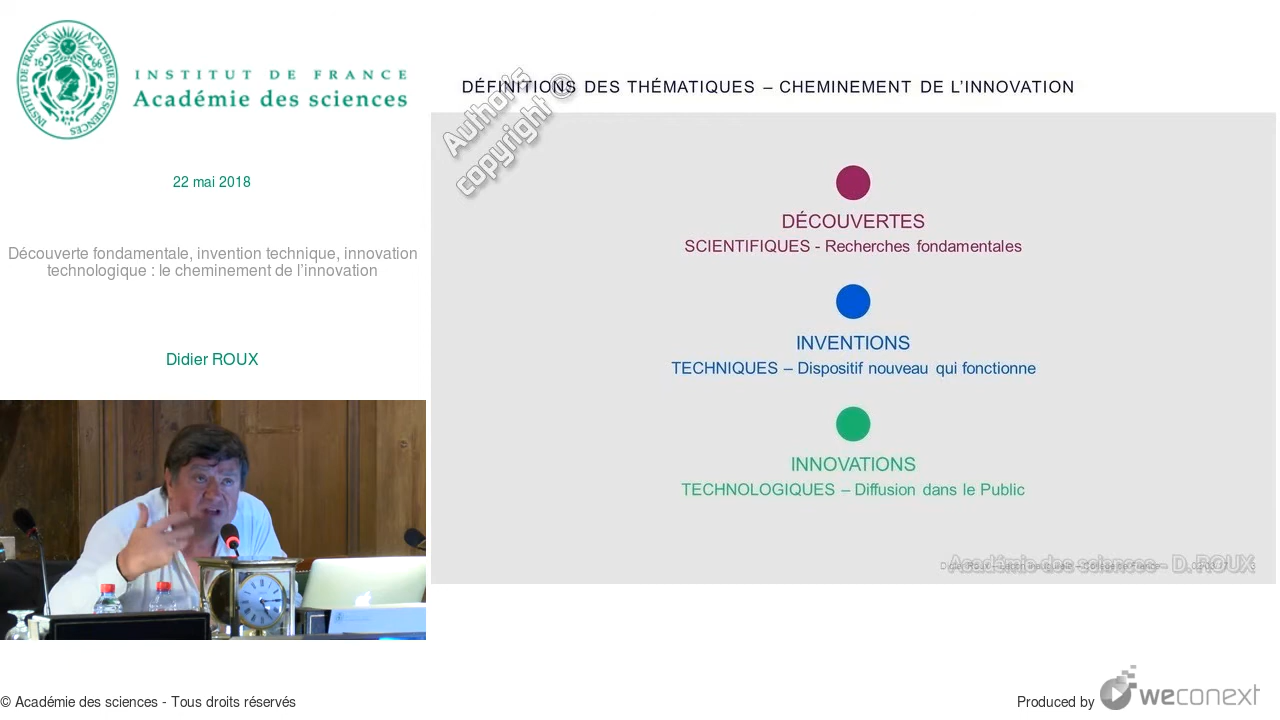 INSTITUT DE FRANCE
Académie des sciences
22 mai 2018
Découverte fondamentale, invention technique, innovation
technologique : le cheminement de l'innovation
Didier ROUX
DÉFINITIONS DES THÉMATIQUES – CHEMINEMENT DE L'INNOVATION
Author's
copyright ©
DÉCOUVERTES
SCIENTIFIQUES - Recherches fondamentales
INVENTIONS
TECHNIQUES – Dispositif nouveau qui fonctionne
INNOVATIONS
TECHNOLOGIQUES – Diffusion dans le Public
Académie des sciences - D. ROUX
© Académie des sciences - Tous droits réservés
Produced by weconext